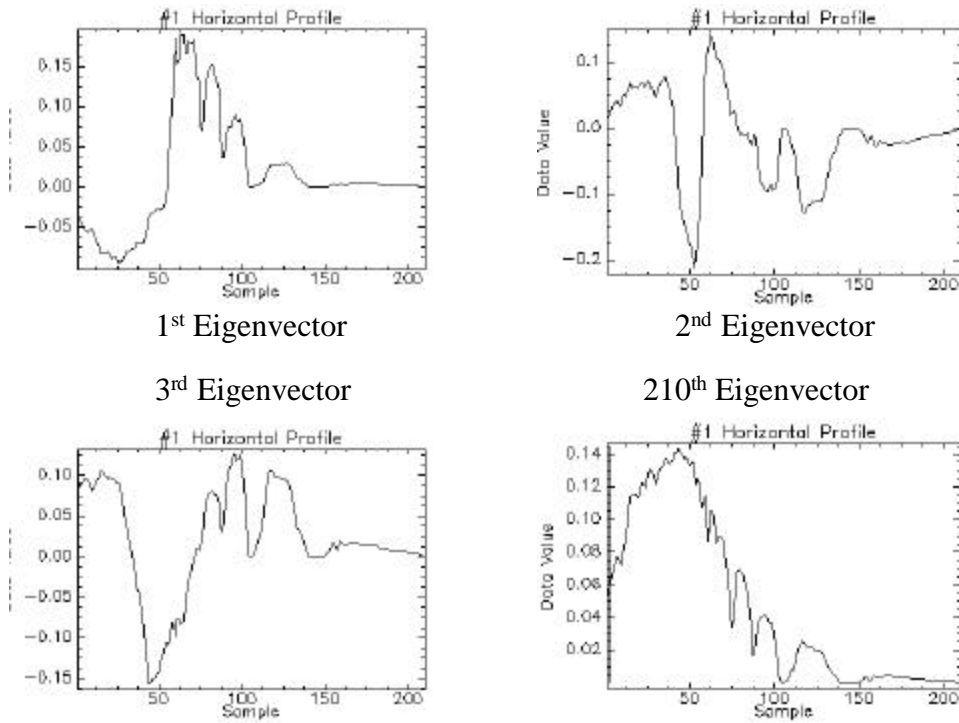 #1 Horizontal Profile
0.15
0.10
0.05
0.00
−0.05
50 100 150 200
Sample
1st Eigenvector
#1 Horizontal Profile
Data Value
0.1
0.0
−0.1
−0.2
50 100 150 200
Sample
2nd Eigenvector
3rd Eigenvector
#1 Horizontal Profile
0.10
0.05
0.00
−0.05
−0.10
−0.15
50 100 150 200
Sample
210th Eigenvector
#1 Horizontal Profile
Data Value
0.14
0.12
0.10
0.08
0.06
0.04
0.02
50 100 150 200
Sample